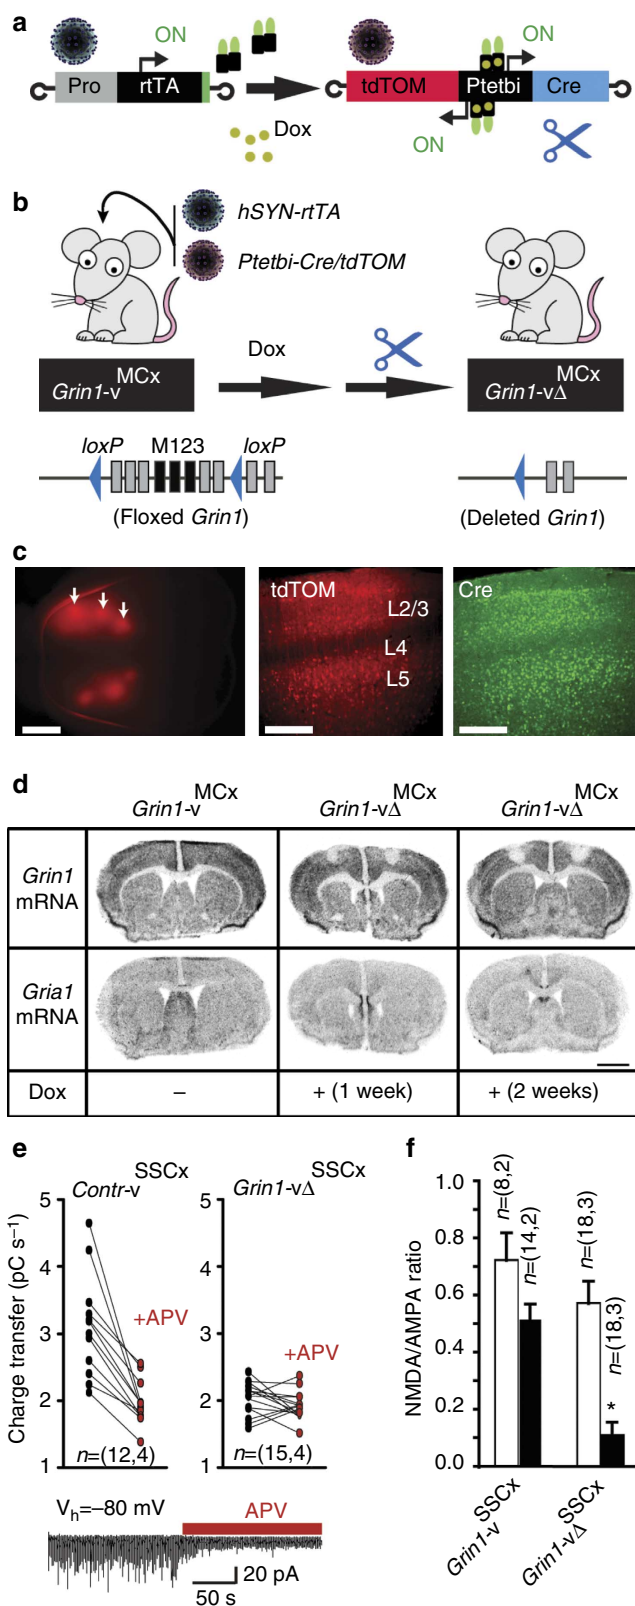 a
ON
Pro
rtTA
Dox
tdTOM
Ptetbi
Cre
ON
ON
b
hSYN-rtTA
Ptetbi-Cre/tdTOM
Grin1-v MCx
Dox
Grin1-vΔ MCx
loxP
M123
loxP
(Floxed Grin1)
(Deleted Grin1)
c
tdTOM
L2/3
L4
L5
Cre
d
Grin1-v MCx
Grin1-vΔ MCx
Grin1-vΔ MCx
Grin1
mRNA
Gria1
mRNA
Dox
–
+ (1 week)
+ (2 weeks)
e
Contr-v SSCx
Grin1-vΔ SSCx
Charge transfer (pC s⁻¹)
5
4
3
2
1
+APV
n=(12,4)
5
4
3
2
1
+APV
n=(15,4)
Vh=–80 mV
APV
20 pA
50 s
f
NMDA/AMPA ratio
1.0
0.8
0.6
0.4
0.2
0.0
n=(8,2)
n=(14,2)
n=(18,3)
n=(18,3)
*
Grin1-v SSCx
Grin1-vΔ SSCx